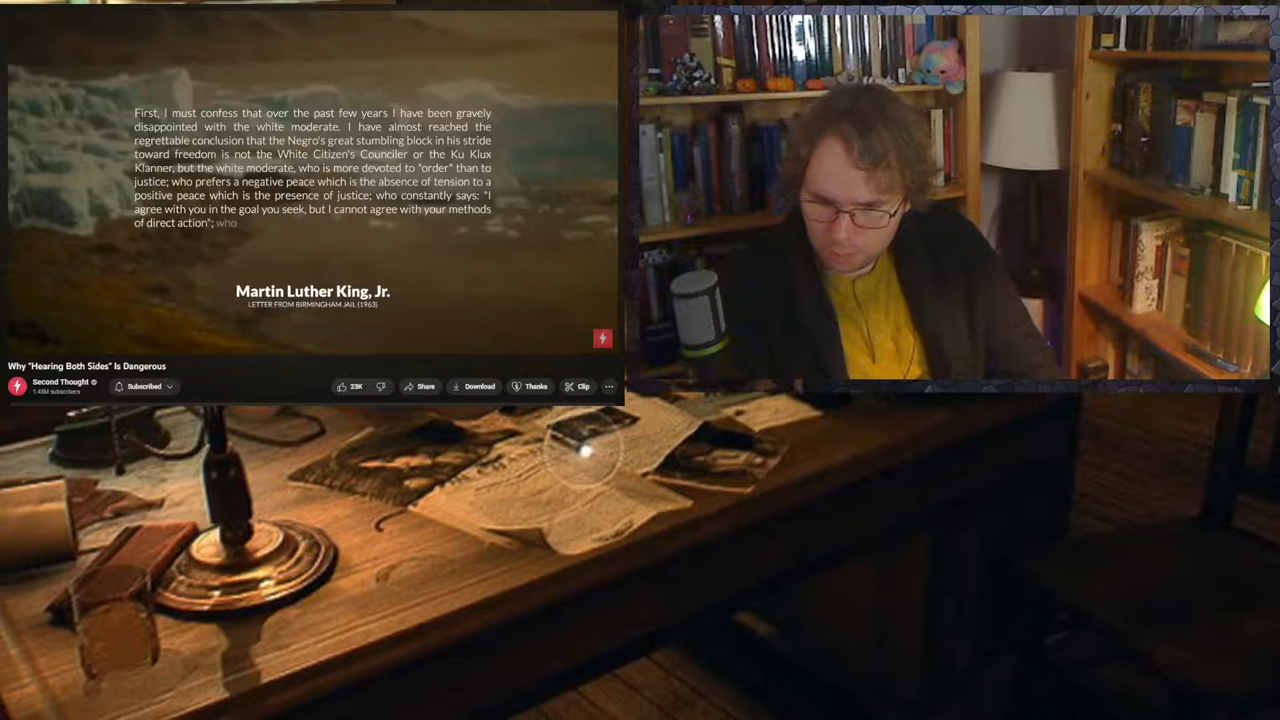 First, I must confess that over the past few years I have been gravely
disappointed with the white moderate. I have almost reached the
regrettable conclusion that the Negro's great stumbling block in his stride
toward freedom is not the White Citizen's Counciler or the Ku Klux
Klanner, but the white moderate, who is more devoted to "order" than to
justice; who prefers a negative peace which is the absence of tension to a
positive peace which is the presence of justice; who constantly says: "I
agree with you in the goal you seek, but I cannot agree with your methods
of direct action"; who
Martin Luther King, Jr.
LETTER FROM BIRMINGHAM JAIL (1963)
Why "Hearing Both Sides" Is Dangerous
Second Thought
1.45M subscribers
Subscribed
23K
Share
Download
Thanks
Clip